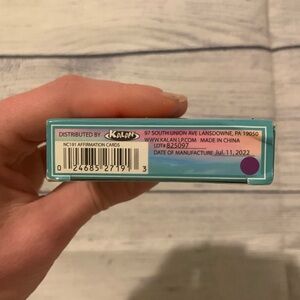 DISTRIBUTED BY KALAN
97 SOUTH UNION AVE LANSDOWNE, PA 19050
WWW.KALANLP.COM MADE IN CHINA
LOT# 825097
DATE OF MANUFACTURE Jul. 11, 2022
NC191 AFFIRMATION CARDS
0 24685 27191 3